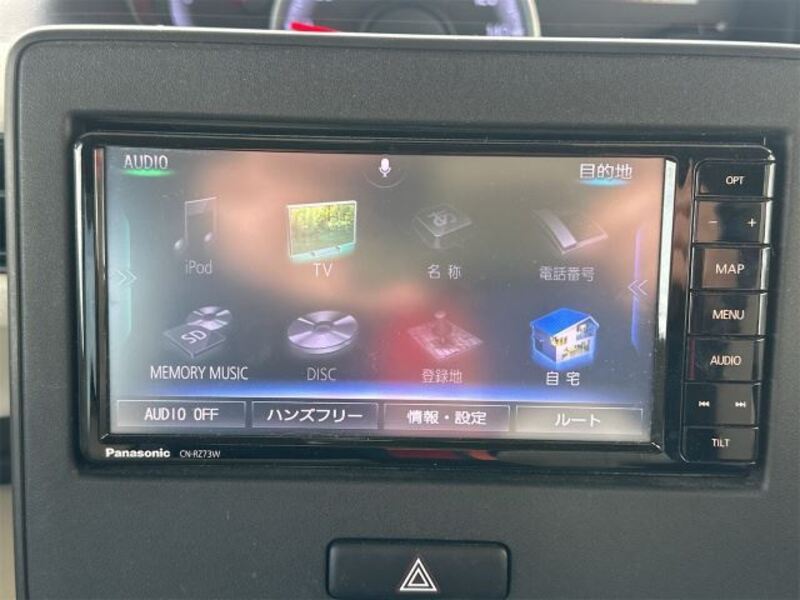 AUDIO
目的地
OPT
− +
iPod
TV
名称
電話番号
MAP
MENU
SD
MEMORY MUSIC
DISC
登録地
自宅
AUDIO
AUDIO OFF
ハンズフリー
情報・設定
ルート
TILT
Panasonic CN-RZ73W